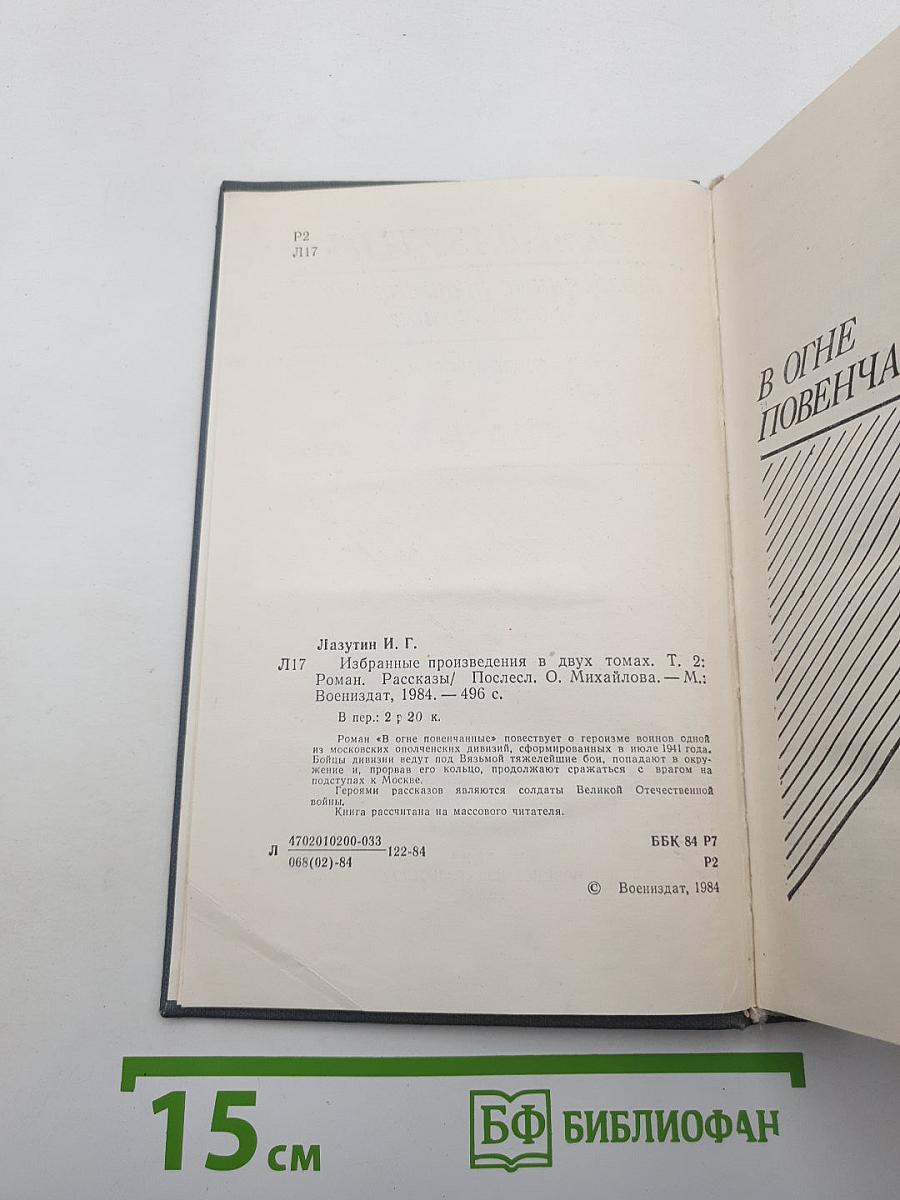 Р2
Л17
Лазутин И. Г.
Л17 Избранные произведения в двух томах. Т. 2:
Роман. Рассказы/ Послесл. О. Михайлова. — М.:
Воениздат, 1984. — 496 с.
В пер.: 2 р 20 к.
Роман «В огне повенчанные» повествует о героизме воинов одной
из московских ополченских дивизий, сформированных в июле 1941 года.
Бойцы дивизии ведут под Вязьмой тяжелейшие бои, попадают в окру-
жение и, прорвав его кольцо, продолжают сражаться с врагом на
подступах к Москве.
Героями рассказов являются солдаты Великой Отечественной
войны.
Книга рассчитана на массового читателя.
Л 4702010200-033
068(02)-84
122-84
ББК 84 Р7
Р2
© Воениздат, 1984
В ОГНЕ
ПОВЕНЧА
15 см
БФ БИБЛИОФАН